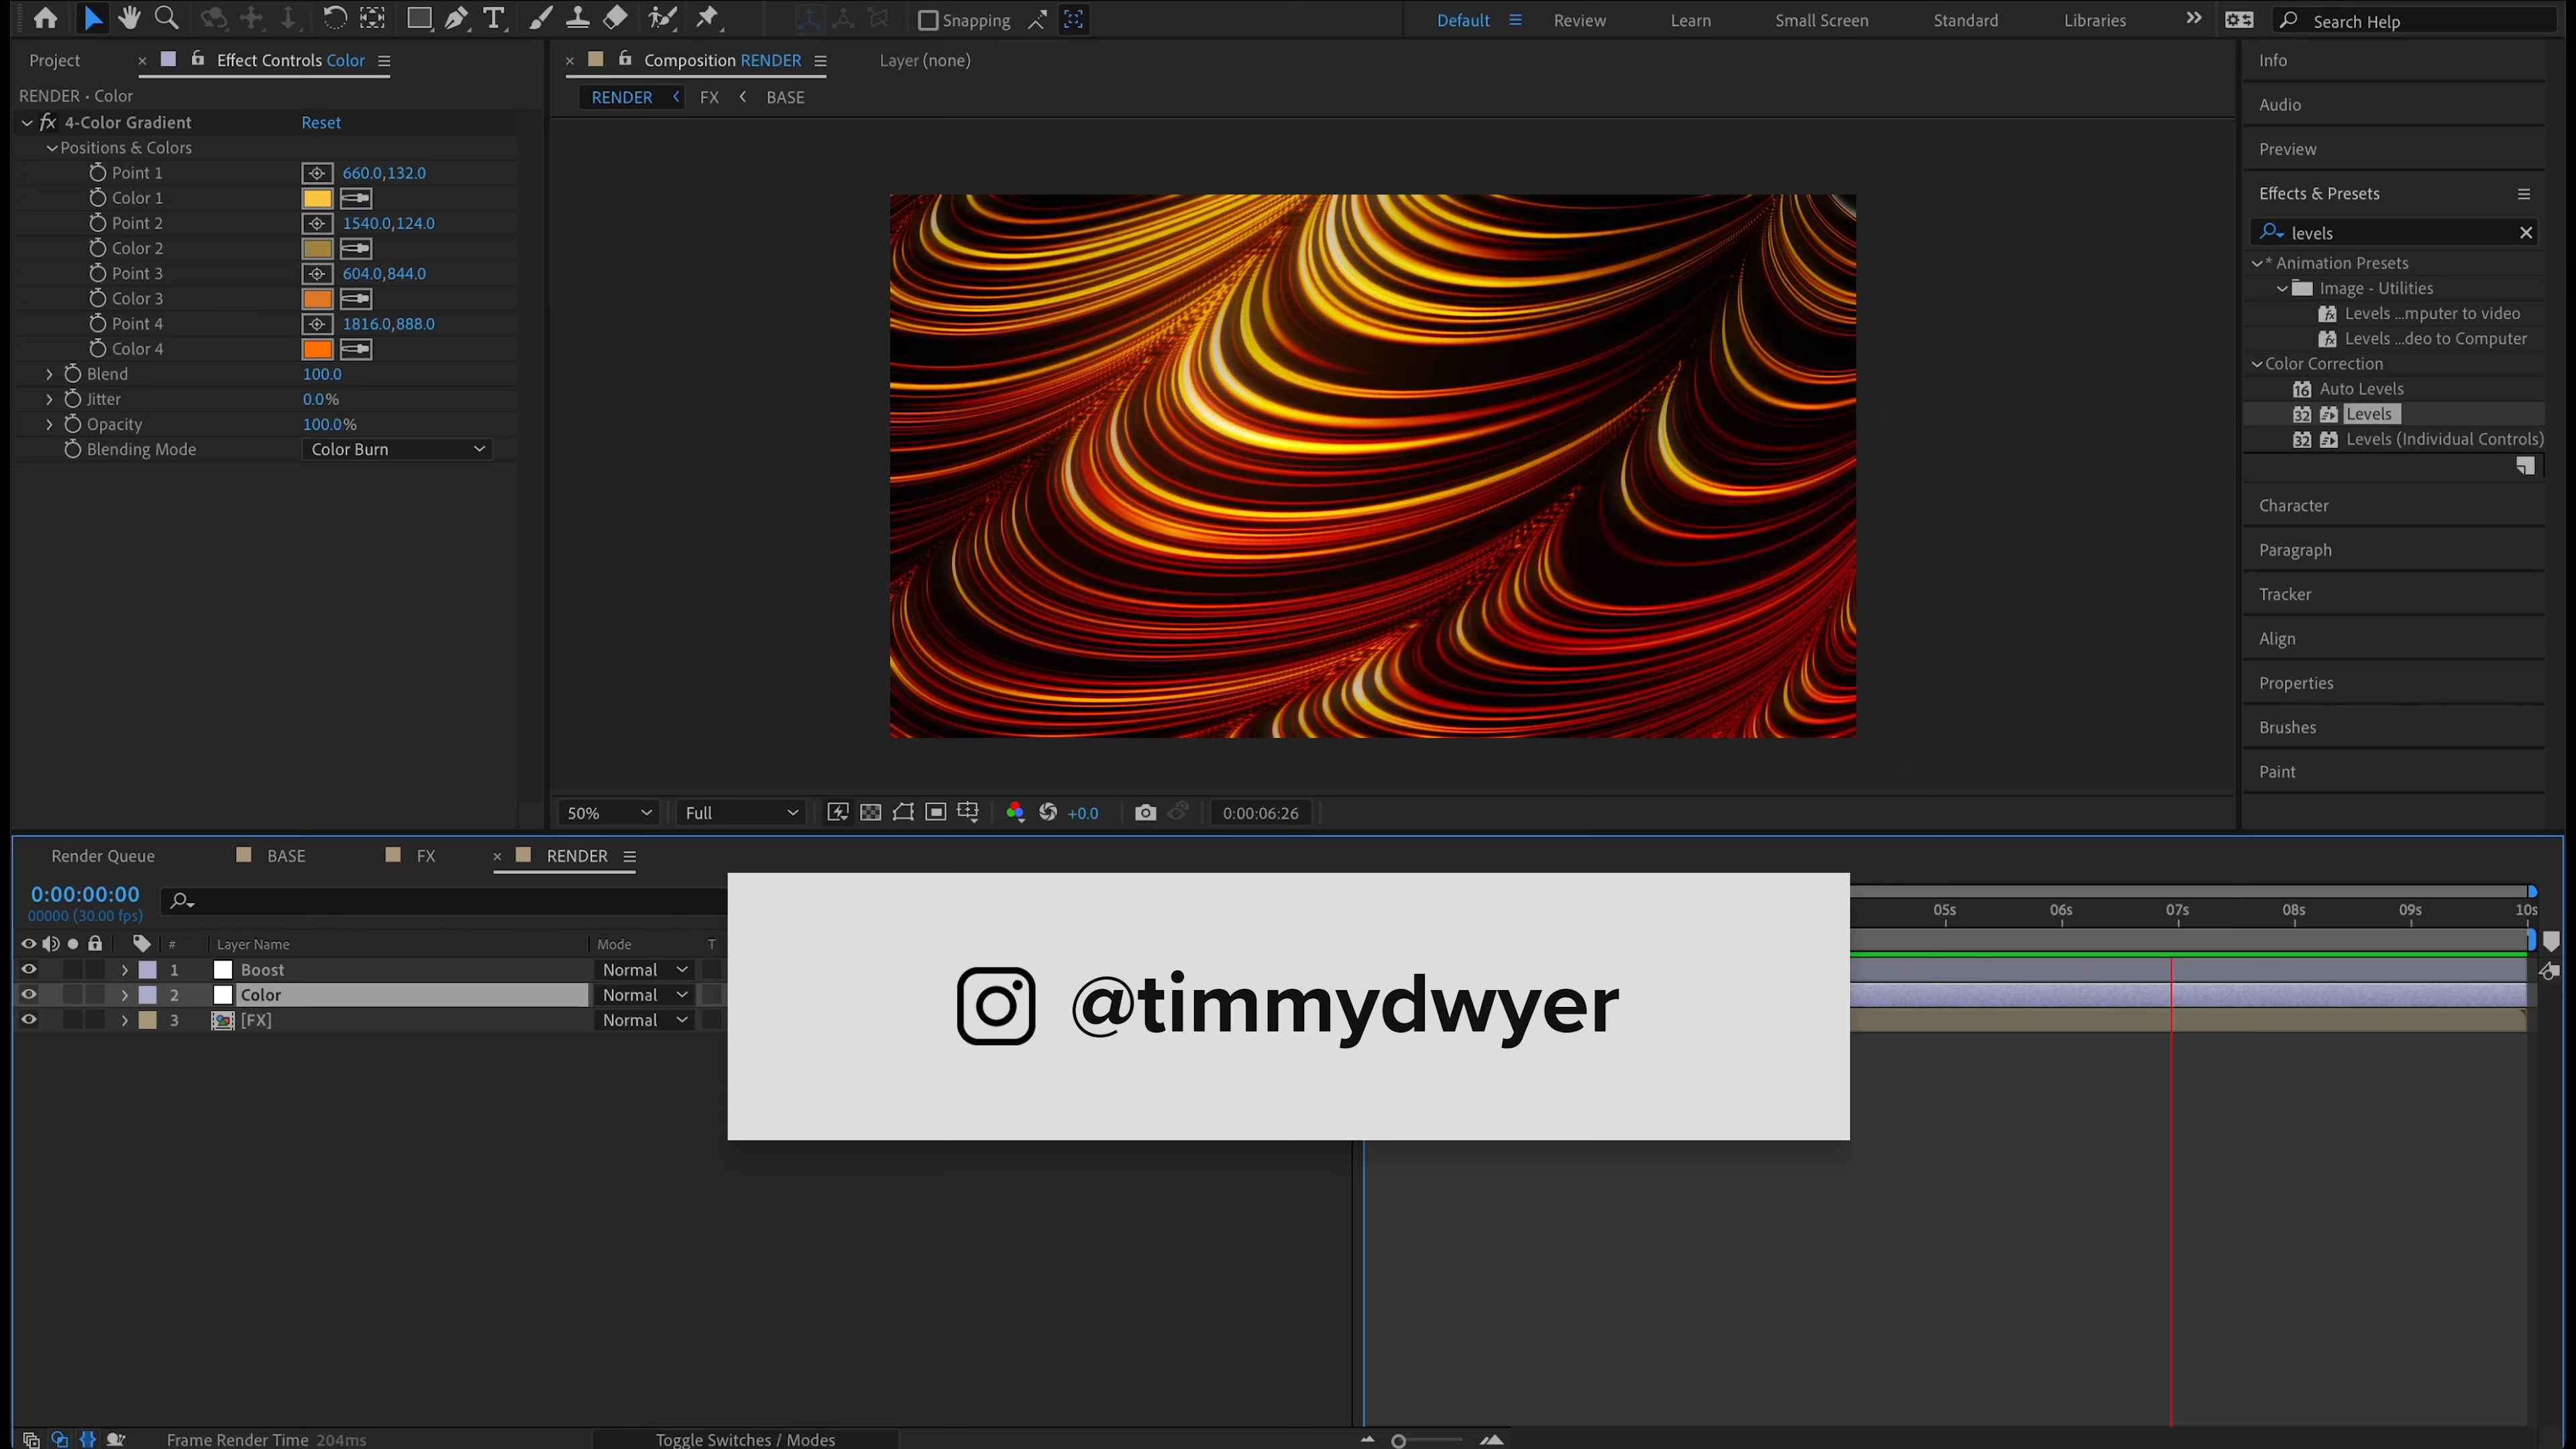 Snapping
Default
Review
Learn
Small Screen
Standard
Libraries
Search Help
Project
Effect Controls Color
Composition RENDER
Layer (none)
Info
RENDER • Color
RENDER
FX
BASE
Audio
fx 4-Color Gradient
Reset
Positions & Colors
Preview
Point 1
660.0,132.0
Color 1
Effects & Presets
Point 2
1540.0,124.0
levels
Color 2
* Animation Presets
Point 3
604.0,844.0
Image - Utilities
Color 3
Levels ...mputer to video
Point 4
1816.0,888.0
Levels ...deo to Computer
Color 4
Color Correction
Blend
100.0
16 Auto Levels
Jitter
0.0%
32 Levels
Opacity
100.0%
32 Levels (Individual Controls)
Blending Mode
Color Burn
Character
Paragraph
Tracker
Align
Properties
Brushes
Paint
50%
Full
+0.0
0:00:06:26
Render Queue
BASE
FX
RENDER
0:00:00:00
00000 (30.00 fps)
05s
06s
07s
08s
09s
10s
#
Layer Name
Mode
T
1
Boost
Normal
2
Color
Normal
3
[FX]
Normal
@timmydwyer
Frame Render Time 204ms
Toggle Switches / Modes